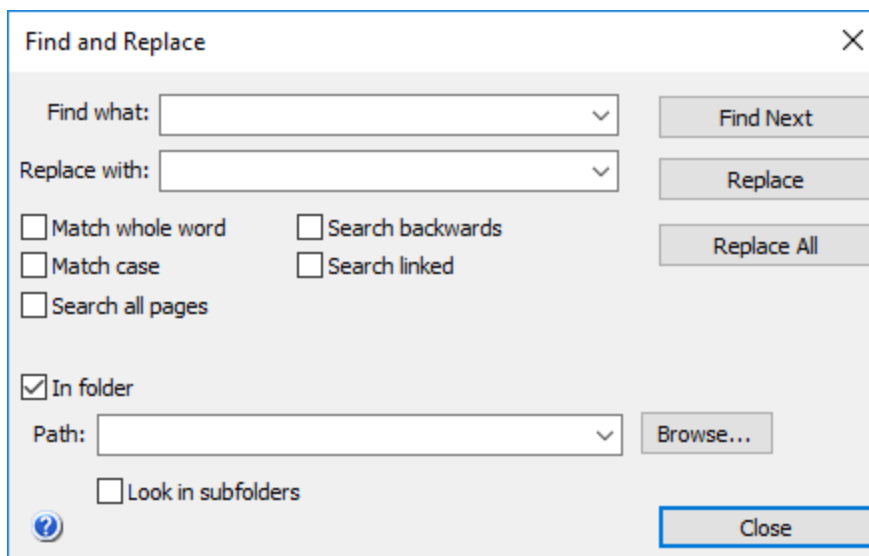 Find and Replace
Find what:
Find Next
Replace with:
Replace
Match whole word
Search backwards
Replace All
Match case
Search linked
Search all pages
In folder
Path:
Browse...
Look in subfolders
?
Close